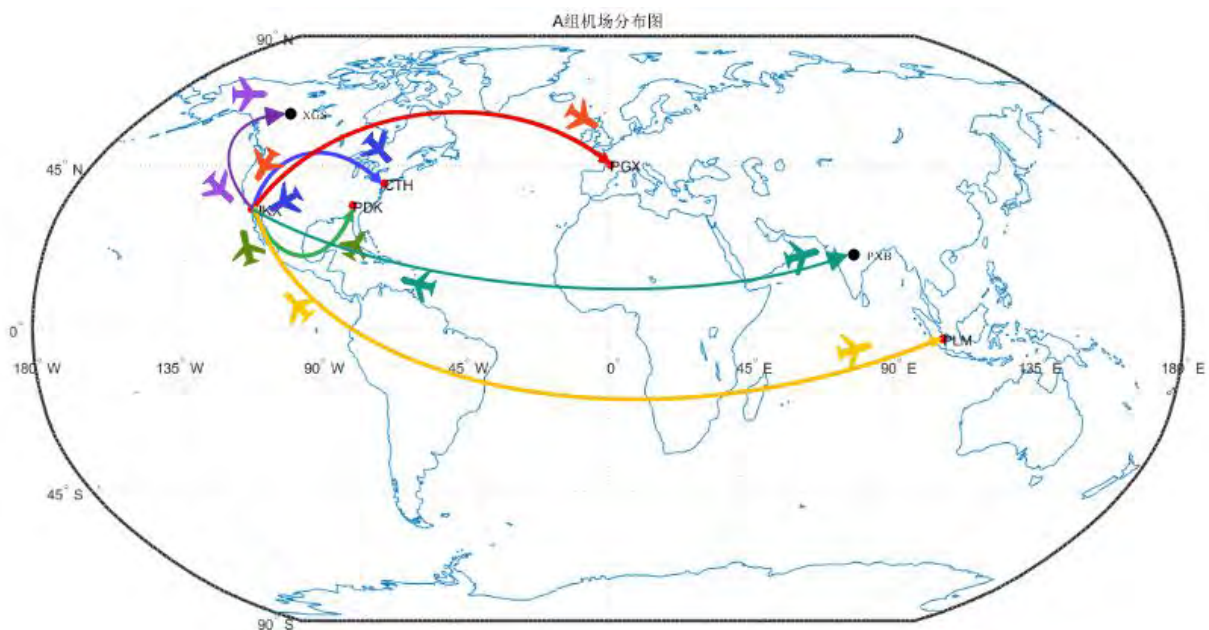 A组机场分布图
90° N
XGS
45° N
PGX
CTH
JKX PDK
PXB
0°
PLM
180° W 135° W 90° W 45° W 0° 45° E 90° E 135° E 180° E
45° S
90° S